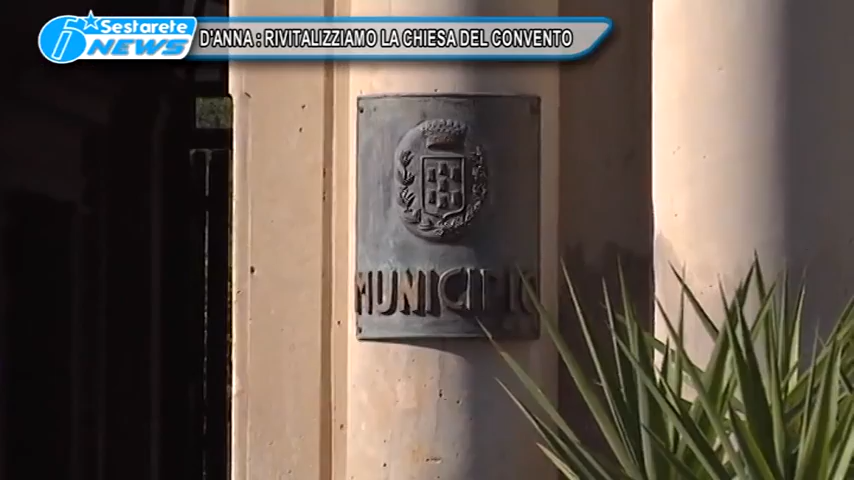 6 Sestarete
NEWS
D'ANNA : RIVITALIZZIAMO LA CHIESA DEL CONVENTO
MUNICIPIO